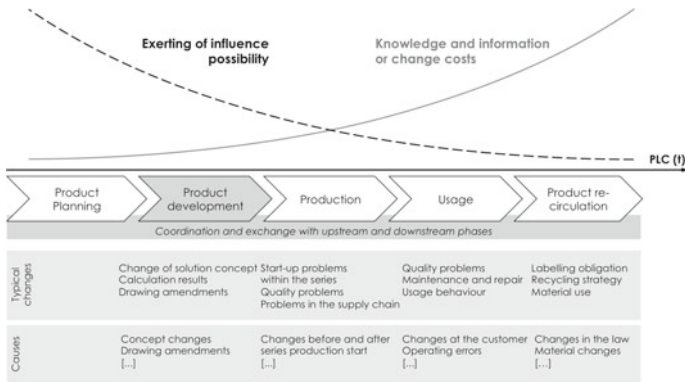 Exerting of influence
possibility
Knowledge and information
or change costs
PLC (t)
Product
Planning
Product
development
Production
Usage
Product re-
circulation
Coordination and exchange with upstream and downstream phases
Typical
changes
Change of solution concept
Calculation results
Drawing amendments
Start-up problems
within the series
Quality problems
Problems in the supply chain
Quality problems
Maintenance and repair
Usage behaviour
Labelling obligation
Recycling strategy
Material use
Causes
Concept changes
Drawing amendments
[...]
Changes before and after
series production start
[...]
Changes at the customer
Operating errors
[...]
Changes in the law
Material changes
[...]